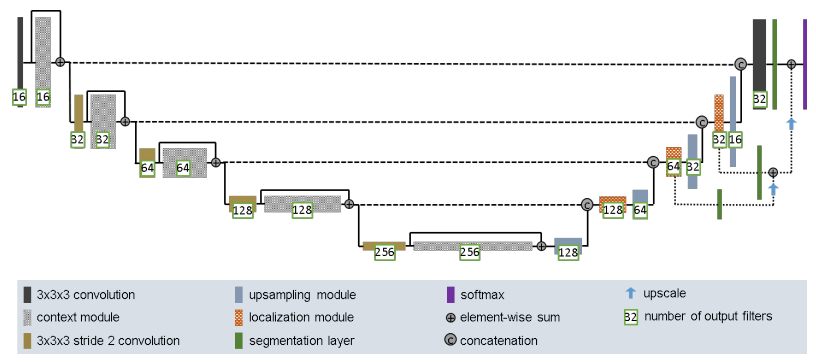 16 16 32
32 32 32 16
64 64 64 32
128 128 128 64
256 256 128
3x3x3 convolution upsampling module softmax upscale
context module localization module element-wise sum 32 number of output filters
3x3x3 stride 2 convolution segmentation layer C concatenation